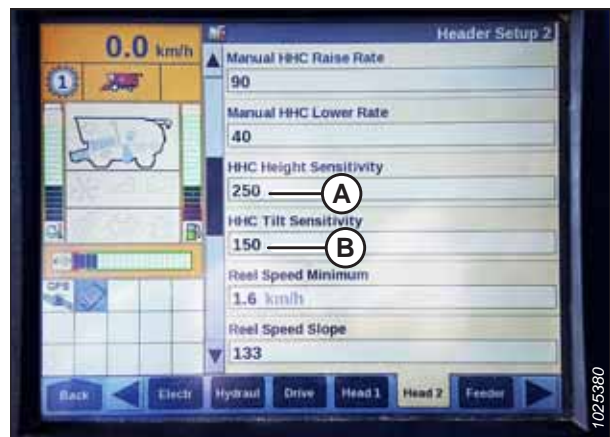 0.0 km/h
Header Setup 2
1
Manual HHC Raise Rate
90
Manual HHC Lower Rate
40
HHC Height Sensitivity
250
A
HHC Tilt Sensitivity
150
B
Reel Speed Minimum
1.6 km/h
GPS
Reel Speed Slope
133
Back
Electr
Hydraul
Drive
Head 1
Head 2
Feeder
1025380